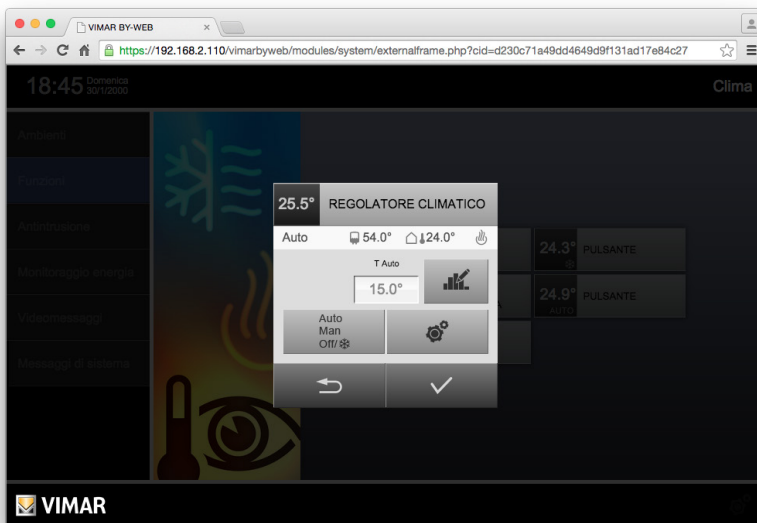 VIMAR BY-WEB
https://192.168.2.110/vimarbyweb/modules/system/externalframe.php?cid=d230c71a49dd4649d9f131ad17e84c27
18:45 Domenica
30/1/2000
Clima
Ambienti
Funzioni
Antintrusione
Monitoraggio energia
Videomessaggi
Messaggi di sistema
25.5° REGOLATORE CLIMATICO
Auto 54.0° 24.0°
T Auto
15.0°
Auto
Man
Off/
24.3° PULSANTE
24.9° PULSANTE
AUTO
VIMAR